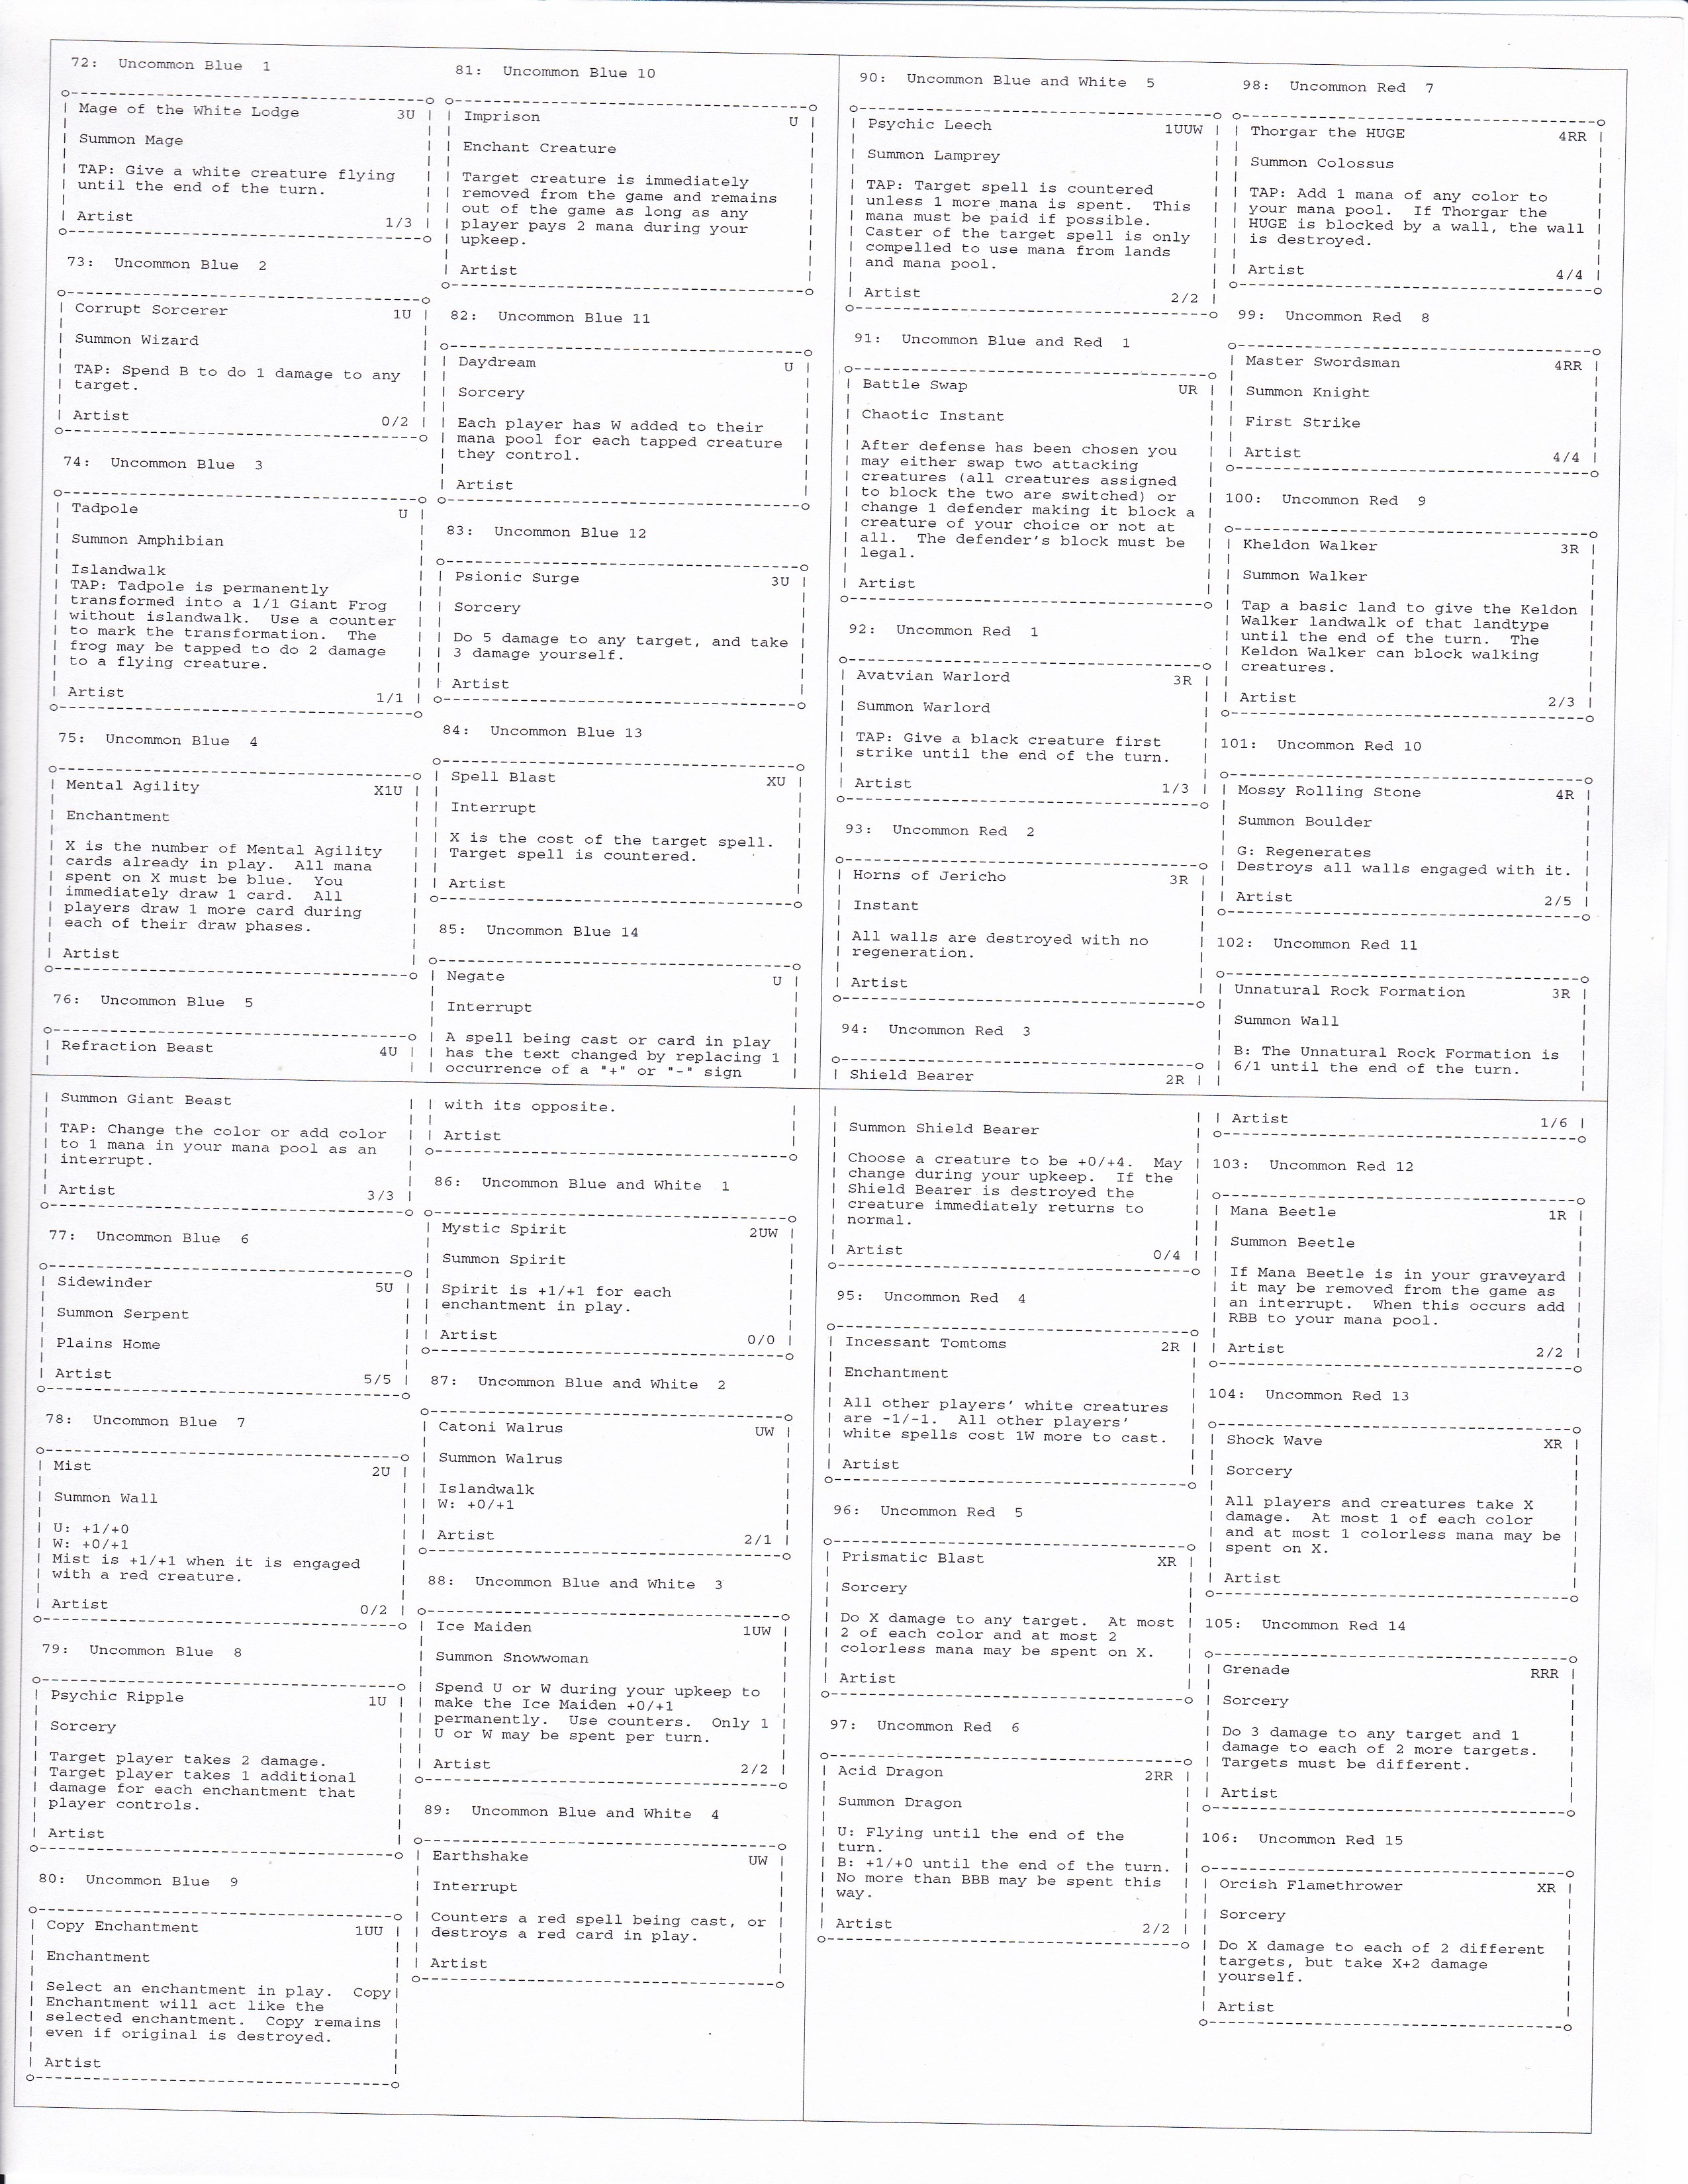 72: Uncommon Blue 1
Mage of the White Lodge 3U
Summon Mage
TAP: Give a white creature flying
until the end of the turn.
Artist 1/3
73: Uncommon Blue 2
Corrupt Sorcerer 1U
Summon Wizard
TAP: Spend B to do 1 damage to any
target.
Artist 0/2
74: Uncommon Blue 3
Tadpole U
Summon Amphibian
Islandwalk
TAP: Tadpole is permanently
transformed into a 1/1 Giant Frog
without islandwalk. Use a counter
to mark the transformation. The
frog may be tapped to do 2 damage
to a flying creature.
Artist 1/1
75: Uncommon Blue 4
Mental Agility X1U
Enchantment
X is the number of Mental Agility
cards already in play. All mana
spent on X must be blue. You
immediately draw 1 card. All
players draw 1 more card during
each of their draw phases.
Artist
76: Uncommon Blue 5
Refraction Beast 4U
Summon Giant Beast
TAP: Change the color or add color
to 1 mana in your mana pool as an
interrupt.
Artist 3/3
77: Uncommon Blue 6
Sidewinder 5U
Summon Serpent
Plains Home
Artist 5/5
78: Uncommon Blue 7
Mist 2U
Summon Wall
U: +1/+0
W: +0/+1
Mist is +1/+1 when it is engaged
with a red creature.
Artist 0/2
79: Uncommon Blue 8
Psychic Ripple 1U
Sorcery
Target player takes 2 damage.
Target player takes 1 additional
damage for each enchantment that
player controls.
Artist
80: Uncommon Blue 9
Copy Enchantment 1UU
Enchantment
Select an enchantment in play. Copy
Enchantment will act like the
selected enchantment. Copy remains
even if original is destroyed.
Artist
81: Uncommon Blue 10
Imprison U
Enchant Creature
Target creature is immediately
removed from the game and remains
out of the game as long as any
player pays 2 mana during your
upkeep.
Artist
82: Uncommon Blue 11
Daydream U
Sorcery
Each player has W added to their
mana pool for each tapped creature
they control.
Artist
83: Uncommon Blue 12
Psionic Surge 3U
Sorcery
Do 5 damage to any target, and take
3 damage yourself.
Artist
84: Uncommon Blue 13
Spell Blast XU
Interrupt
X is the cost of the target spell.
Target spell is countered.
Artist
85: Uncommon Blue 14
Negate U
Interrupt
A spell being cast or card in play
has the text changed by replacing 1
occurrence of a "+" or "-" sign
with its opposite.
Artist
86: Uncommon Blue and White 1
Mystic Spirit 2UW
Summon Spirit
Spirit is +1/+1 for each
enchantment in play.
Artist 0/0
87: Uncommon Blue and White 2
Catoni Walrus UW
Summon Walrus
Islandwalk
W: +0/+1
Artist 2/1
88: Uncommon Blue and White 3
Ice Maiden 1UW
Summon Snowwoman
Spend U or W during your upkeep to
make the Ice Maiden +0/+1
permanently. Use counters. Only 1
U or W may be spent per turn.
Artist 2/2
89: Uncommon Blue and White 4
Earthshake UW
Interrupt
Counters a red spell being cast, or
destroys a red card in play.
Artist
90: Uncommon Blue and White 5
Psychic Leech 1UUW
Summon Lamprey
TAP: Target spell is countered
unless 1 more mana is spent. This
mana must be paid if possible.
Caster of the target spell is only
compelled to use mana from lands
and mana pool.
Artist 2/2
91: Uncommon Blue and Red 1
Battle Swap UR
Chaotic Instant
After defense has been chosen you
may either swap two attacking
creatures (all creatures assigned
to block the two are switched) or
change 1 defender making it block a
creature of your choice or not at
all. The defender's block must be
legal.
Artist
92: Uncommon Red 1
Avatvian Warlord 3R
Summon Warlord
TAP: Give a black creature first
strike until the end of the turn.
Artist 1/3
93: Uncommon Red 2
Horns of Jericho 3R
Instant
All walls are destroyed with no
regeneration.
Artist
94: Uncommon Red 3
Shield Bearer 2R
Summon Shield Bearer
Choose a creature to be +0/+4. May
change during your upkeep. If the
Shield Bearer is destroyed the
creature immediately returns to
normal.
Artist 0/4
95: Uncommon Red 4
Incessant Tomtoms 2R
Enchantment
All other players' white creatures
are -1/-1. All other players'
white spells cost 1W more to cast.
Artist
96: Uncommon Red 5
Prismatic Blast XR
Sorcery
Do X damage to any target. At most
2 of each color and at most 2
colorless mana may be spent on X.
Artist
97: Uncommon Red 6
Acid Dragon 2RR
Summon Dragon
U: Flying until the end of the
turn.
B: +1/+0 until the end of the turn.
No more than BBB may be spent this
way.
Artist 2/2
98: Uncommon Red 7
Thorgar the HUGE 4RR
Summon Colossus
TAP: Add 1 mana of any color to
your mana pool. If Thorgar the
HUGE is blocked by a wall, the wall
is destroyed.
Artist 4/4
99: Uncommon Red 8
Master Swordsman 4RR
Summon Knight
First Strike
Artist 4/4
100: Uncommon Red 9
Kheldon Walker 3R
Summon Walker
Tap a basic land to give the Keldon
Walker landwalk of that landtype
until the end of the turn. The
Keldon Walker can block walking
creatures.
Artist 2/3
101: Uncommon Red 10
Mossy Rolling Stone 4R
Summon Boulder
G: Regenerates
Destroys all walls engaged with it.
Artist 2/5
102: Uncommon Red 11
Unnatural Rock Formation 3R
Summon Wall
B: The Unnatural Rock Formation is
6/1 until the end of the turn.
Artist 1/6
103: Uncommon Red 12
Mana Beetle 1R
Summon Beetle
If Mana Beetle is in your graveyard
it may be removed from the game as
an interrupt. When this occurs add
RBB to your mana pool.
Artist 2/2
104: Uncommon Red 13
Shock Wave XR
Sorcery
All players and creatures take X
damage. At most 1 of each color
and at most 1 colorless mana may be
spent on X.
Artist
105: Uncommon Red 14
Grenade RRR
Sorcery
Do 3 damage to any target and 1
damage to each of 2 more targets.
Targets must be different.
Artist
106: Uncommon Red 15
Orcish Flamethrower XR
Sorcery
Do X damage to each of 2 different
targets, but take X+2 damage
yourself.
Artist